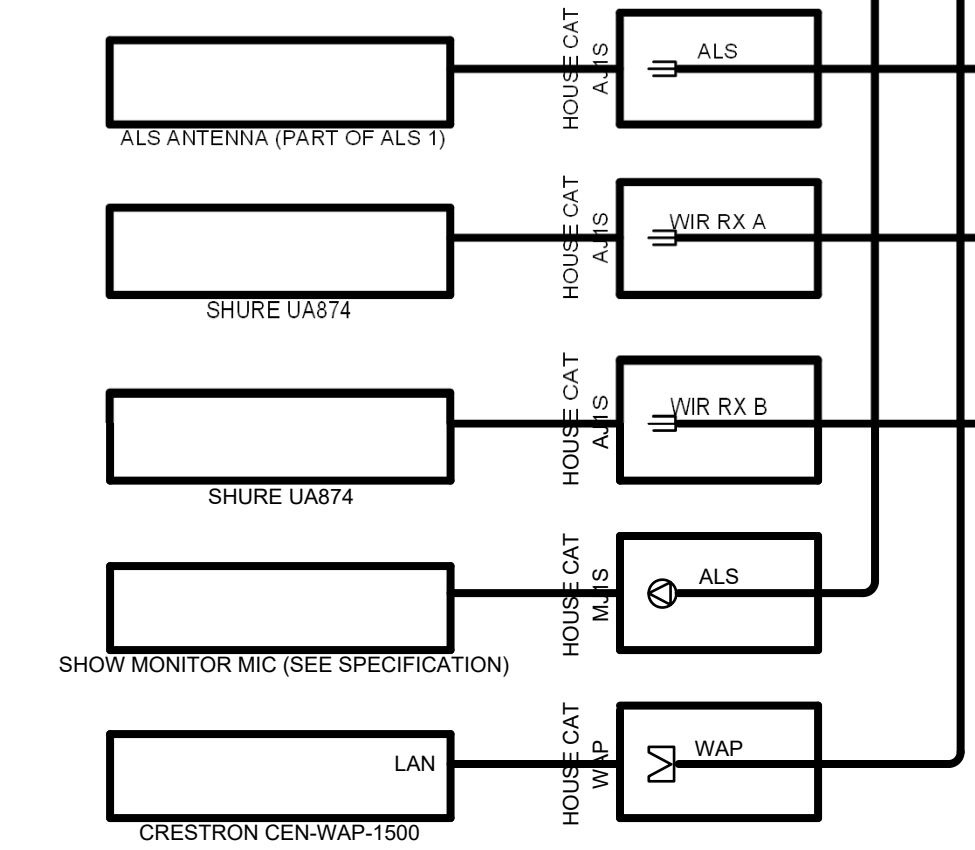 HOUSE CAT
AJ1S
ALS
ALS ANTENNA (PART OF ALS 1)
HOUSE CAT
AJ1S
WIR RX A
SHURE UA874
HOUSE CAT
AJ1S
WIR RX B
SHURE UA874
HOUSE CAT
MJ1S
ALS
SHOW MONITOR MIC (SEE SPECIFICATION)
LAN
HOUSE CAT
WAP
WAP
CRESTRON CEN-WAP-1500